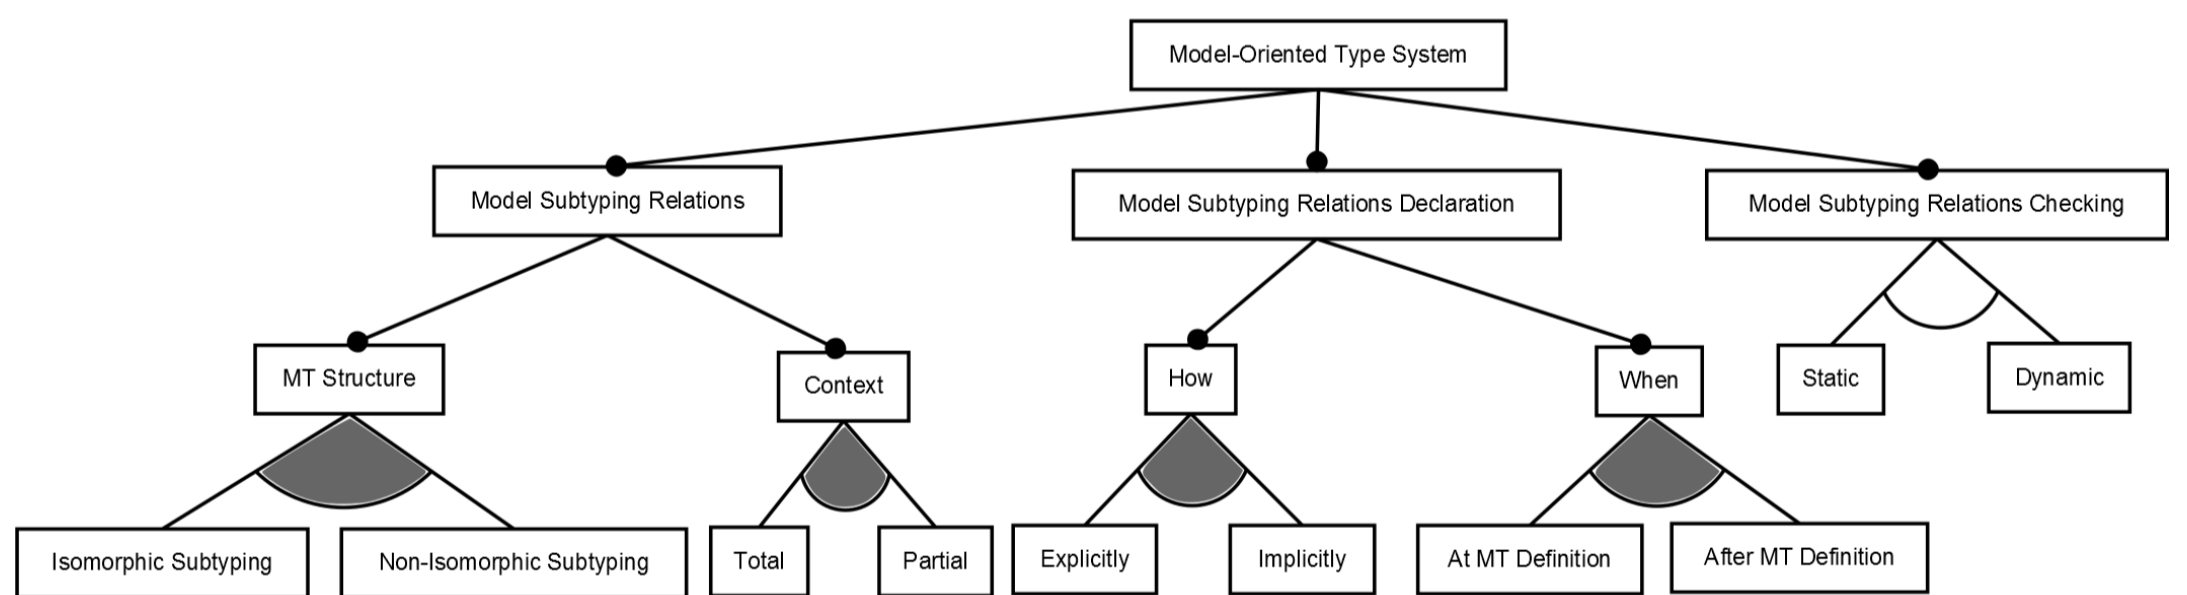 Model-Oriented Type System
Model Subtyping Relations
Model Subtyping Relations Declaration
Model Subtyping Relations Checking
MT Structure
Context
How
When
Static
Dynamic
Isomorphic Subtyping
Non-Isomorphic Subtyping
Total
Partial
Explicitly
Implicitly
At MT Definition
After MT Definition